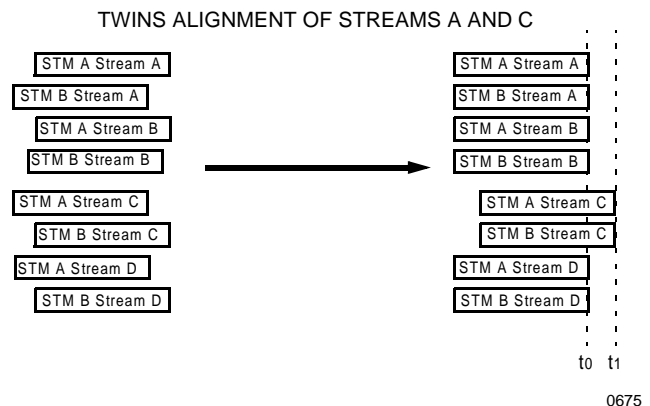 TWINS ALIGNMENT OF STREAMS A AND C
STM A Stream A
STM B Stream A
STM A Stream B
STM B Stream B
STM A Stream C
STM B Stream C
STM A Stream D
STM B Stream D
STM A Stream A
STM B Stream A
STM A Stream B
STM B Stream B
STM A Stream C
STM B Stream C
STM A Stream D
STM B Stream D
t0 t1
0675